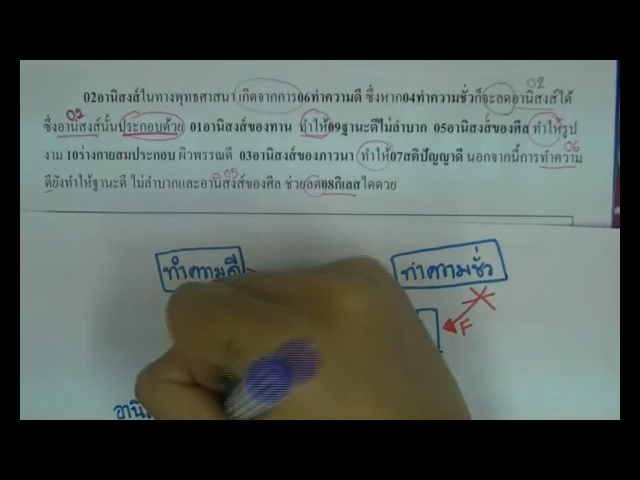 02
02อานิสงส์ในทางพุทธศาสนา เกิดจากการ06ทำความดี ซึ่งหาก04ทำความชั่วก็จะลดอานิสงส์ได้
02
ซึ่งอานิสงส์นั้นประกอบด้วย 01อานิสงส์ของทาน ทำให้09ฐานะดีไม่ลำบาก 05อานิสงส์ของศีล ทำให้รูป
งาม 10ร่างกายสมประกอบ ผิวพรรณดี 03อานิสงส์ของภาวนา ทำให้07สติปัญญาดี นอกจากนี้การทำความ
06
05
ดียังทำให้ฐานะดี ไม่ลำบากและอานิสงส์ของศีล ช่วยลด08กิเลสได้ด้วย
ทำความดี ทำความชั่ว
F